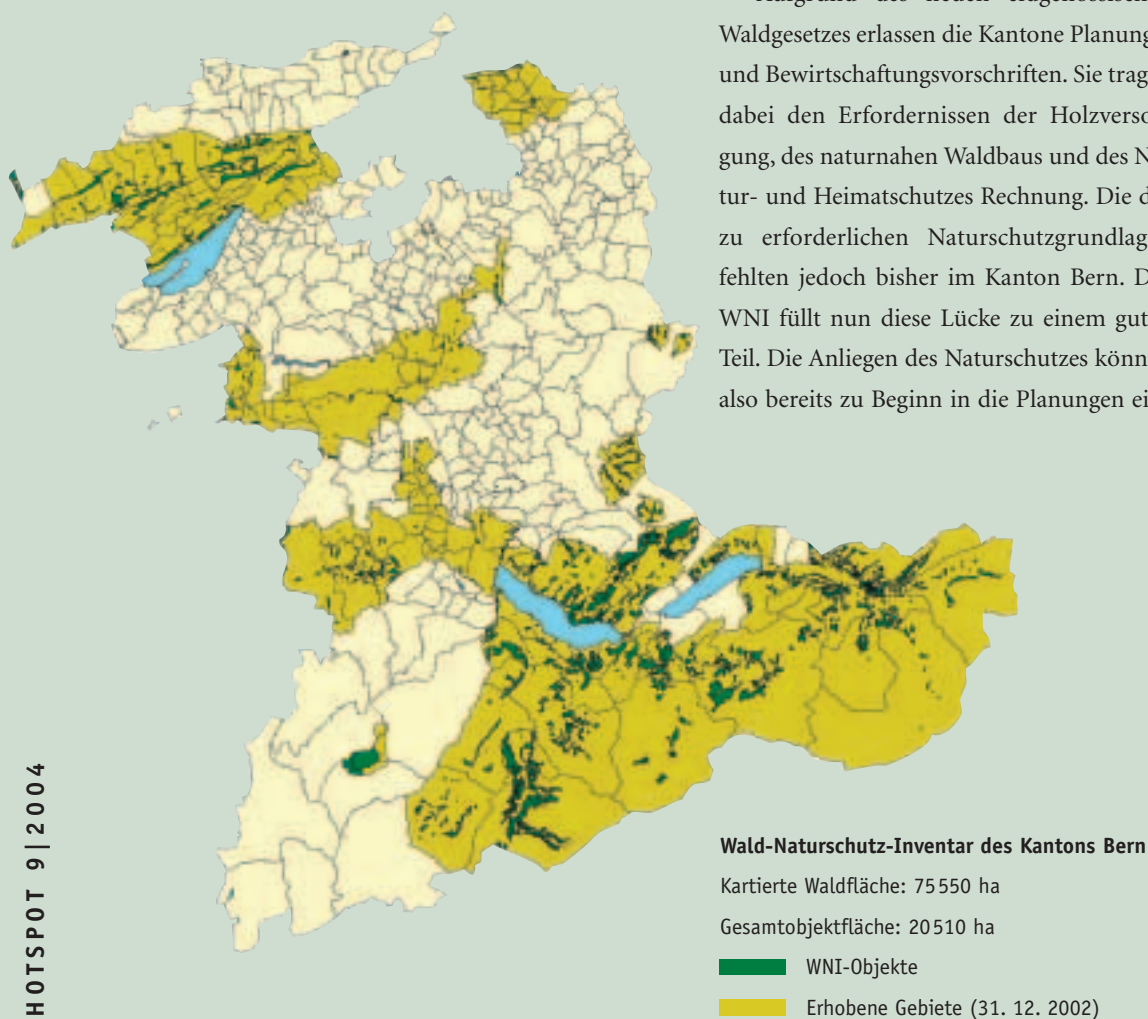 Waldgesetzes erlassen die Kantone Planung
und Bewirtschaftungsvorschriften. Sie trag
dabei den Erfordernissen der Holzverso
gung, des naturnahen Waldbaus und des N
tur- und Heimatschutzes Rechnung. Die d
zu erforderlichen Naturschutzgrundlag
fehlten jedoch bisher im Kanton Bern. D
WNI füllt nun diese Lücke zu einem gut
Teil. Die Anliegen des Naturschutzes könn
also bereits zu Beginn in die Planungen ei
HOTSPOT 9|2004
Wald-Naturschutz-Inventar des Kantons Bern
Kartierte Waldfläche: 75 550 ha
Gesamtobjektfläche: 20 510 ha
WNI-Objekte
Erhobene Gebiete (31. 12. 2002)